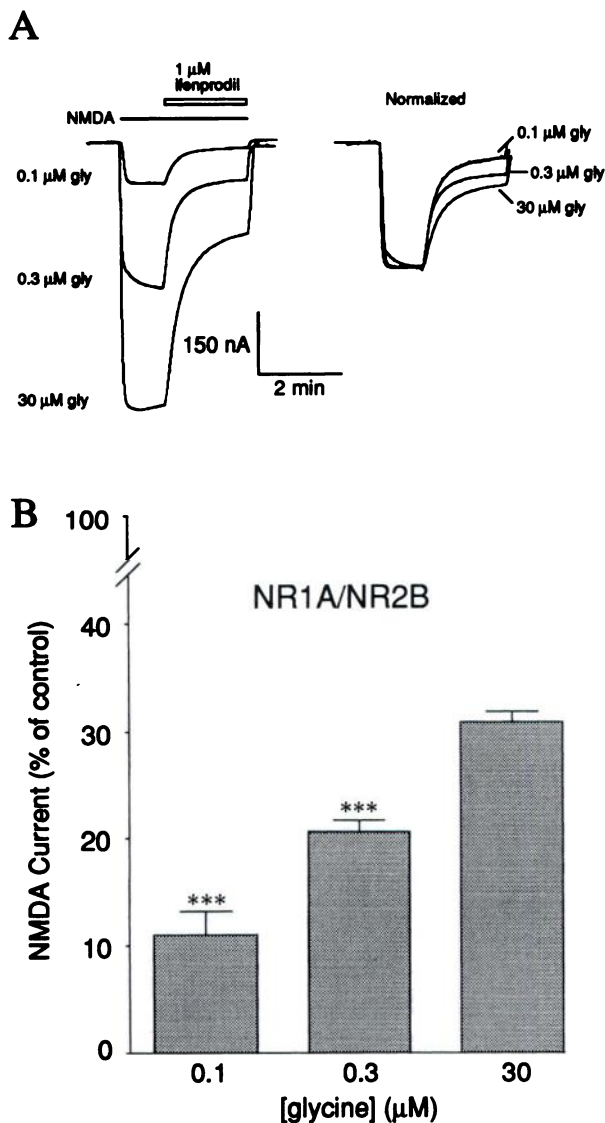 A
1 μM
ifenprodil
NMDA
0.1 μM gly
0.3 μM gly
30 μM gly
150 nA
2 min
Normalized
0.1 μM gly
0.3 μM gly
30 μM gly
B
NR1A/NR2B
NMDA Current (% of control)
100
40
30
20
10
0
***
***
0.1
0.3
30
[glycine] (μM)